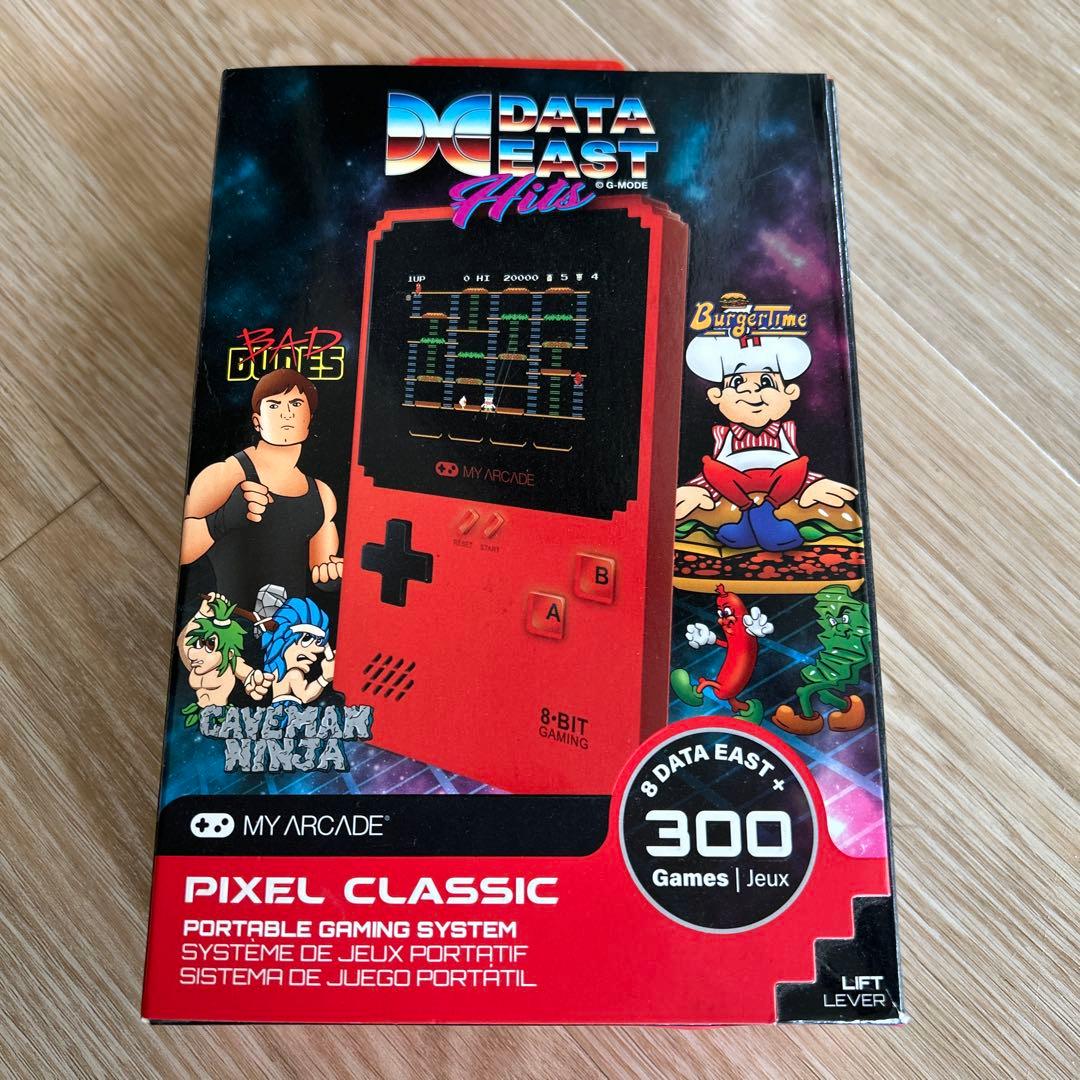 DATA
EAST
Hits
© G-MODE
1UP 0 HI 20000 5 4
BAD
DUDES
BurgerTime
MY ARCADE
RESET START
B
A
8•BIT
GAMING
CAVEMAN
NINJA
8 DATA EAST +
300
Games | Jeux
MY ARCADE®
PIXEL CLASSIC
PORTABLE GAMING SYSTEM
SYSTÈME DE JEUX PORTATIF
SISTEMA DE JUEGO PORTÁTIL
LIFT
LEVER